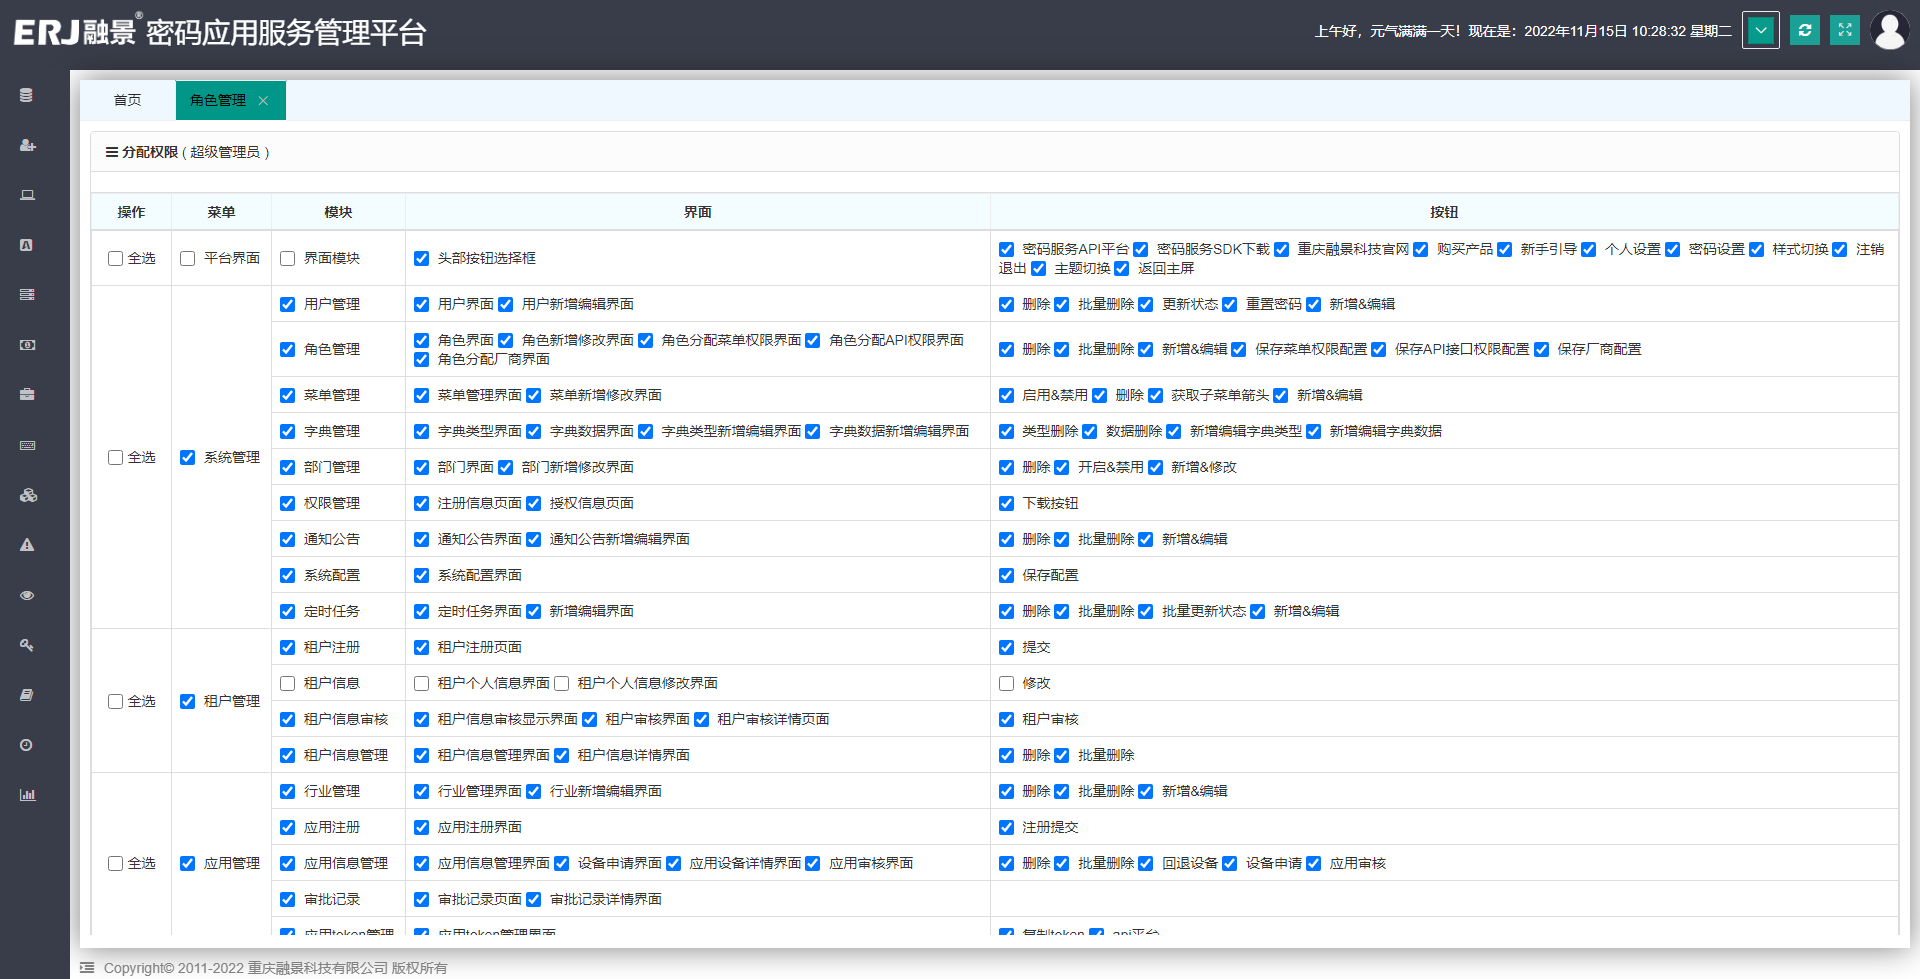 ERJ融景® 密码应用服务管理平台
上午好，元气满满一天！现在是：2022年11月15日 10:28:32 星期二
首页 角色管理
分配权限 ( 超级管理员 )
操作 菜单 模块 界面 按钮
全选 平台界面 界面模块 头部按钮选择框 密码服务API平台 密码服务SDK下载 重庆融景科技官网 购买产品 新手引导 个人设置 密码设置 样式切换 注销
退出 主题切换 返回主屏
用户管理 用户界面 用户新增编辑界面 删除 批量删除 更新状态 重置密码 新增&编辑
角色管理 角色界面 角色新增修改界面 角色分配菜单权限界面 角色分配API权限界面
角色分配厂商界面 删除 批量删除 新增&编辑 保存菜单权限配置 保存API接口权限配置 保存厂商配置
菜单管理 菜单管理界面 菜单新增修改界面 启用&禁用 删除 获取子菜单箭头 新增&编辑
字典管理 字典类型界面 字典数据界面 字典类型新增编辑界面 字典数据新增编辑界面 类型删除 数据删除 新增编辑字典类型 新增编辑字典数据
全选 系统管理
部门管理 部门界面 部门新增修改界面 删除 开启&禁用 新增&修改
权限管理 注册信息页面 授权信息页面 下载按钮
通知公告 通知公告界面 通知公告新增编辑界面 删除 批量删除 新增&编辑
系统配置 系统配置界面 保存配置
定时任务 定时任务界面 新增编辑界面 删除 批量删除 批量更新状态 新增&编辑
租户注册 租户注册页面 提交
租户信息 租户个人信息界面 租户个人信息修改界面 修改
全选 租户管理
租户信息审核 租户信息审核显示界面 租户审核界面 租户审核详情页面 租户审核
租户信息管理 租户信息管理界面 租户信息详情界面 删除 批量删除
行业管理 行业管理界面 行业新增编辑界面 删除 批量删除 新增&编辑
应用注册 应用注册界面 注册提交
全选 应用管理 应用信息管理 应用信息管理界面 设备申请界面 应用设备详情界面 应用审核界面 删除 批量删除 回退设备 设备申请 应用审核
审批记录 审批记录页面 审批记录详情界面
应用token管理 应用token管理界面 复制token api平台
Copyright© 2011-2022 重庆融景科技有限公司 版权所有